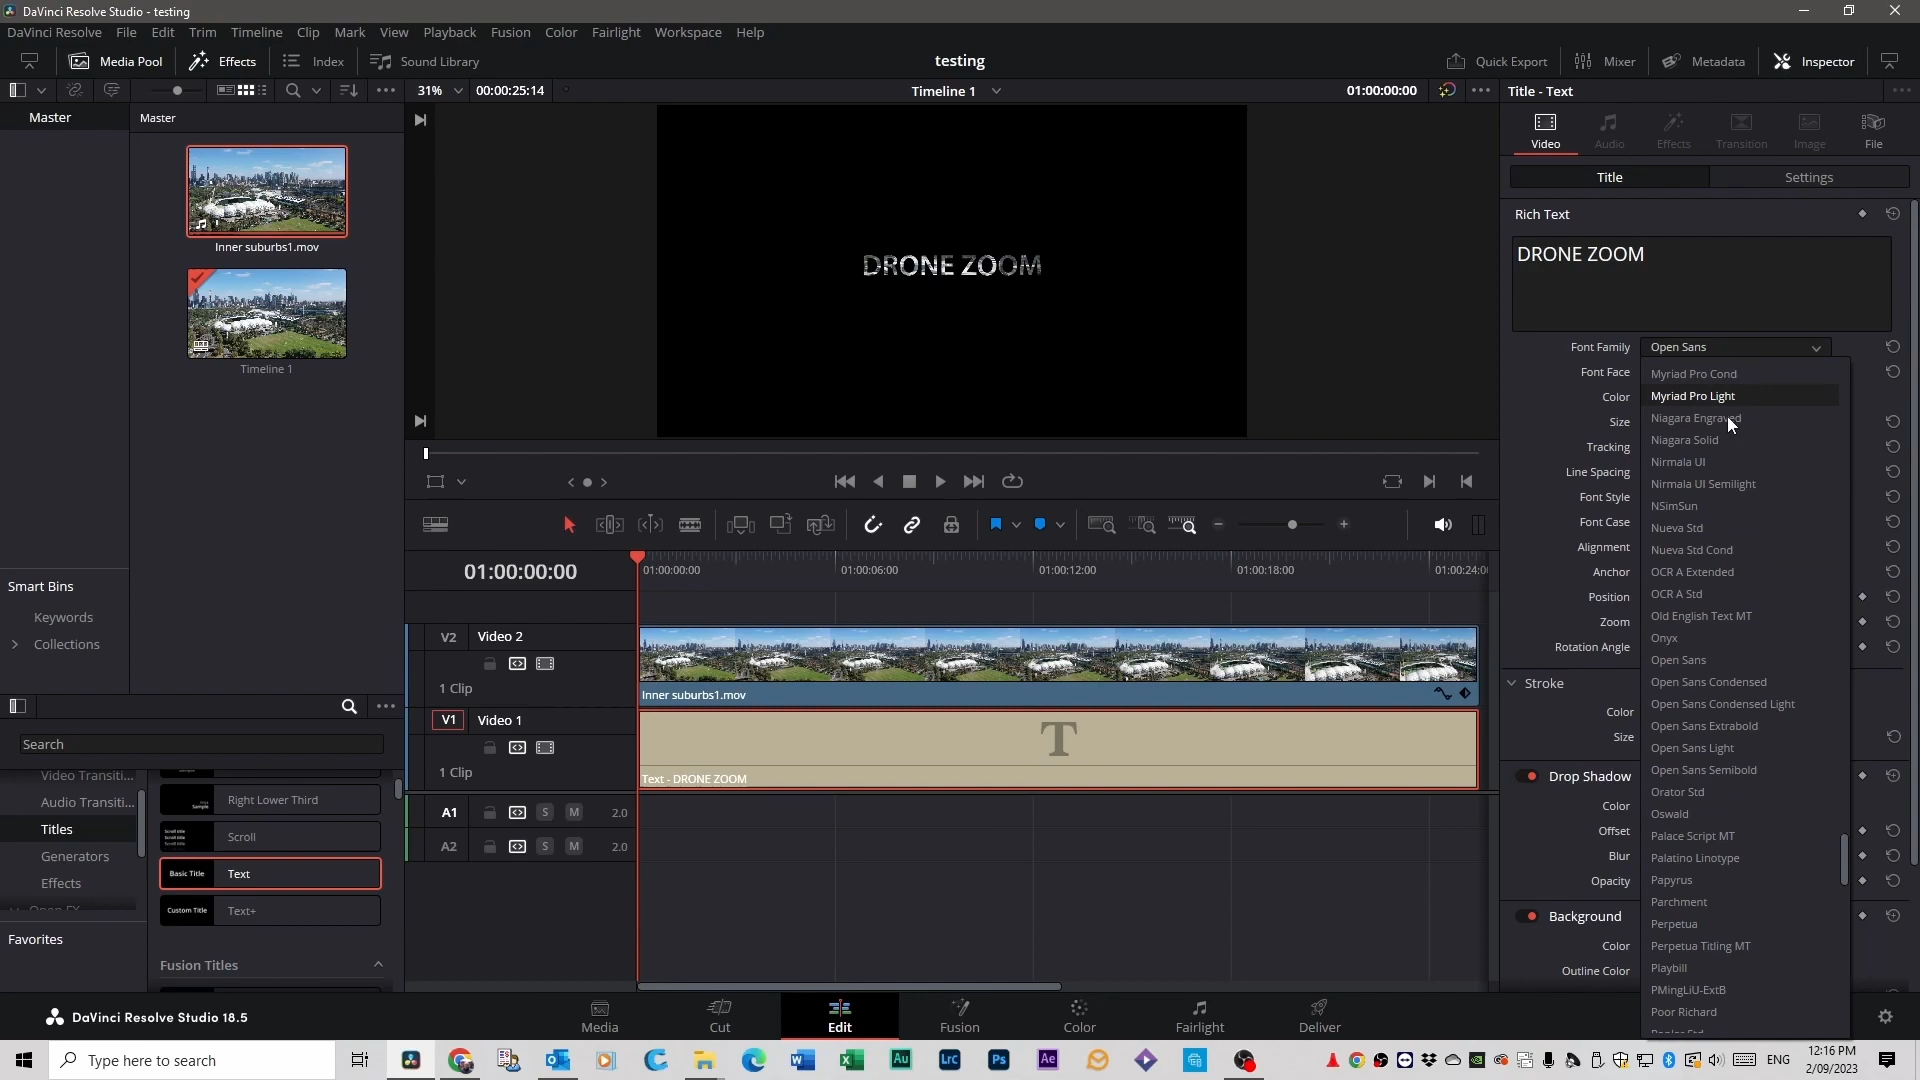 DaVinci Resolve Studio - testing
DaVinci Resolve File Edit Trim Timeline Clip Mark View Playback Fusion Color Fairlight Workspace Help
Media Pool Effects Index Sound Library
testing
Quick Export Mixer Metadata Inspector
31% 00:00:25:14
Timeline 1
01:00:00:00
Title - Text
Master
Master
Inner suburbs1.mov
Timeline 1
Smart Bins
Keywords
Collections
DRONE ZOOM
Video Audio Effects Transition Image File
Title Settings
Rich Text
DRONE ZOOM
Font Family Open Sans
Font Face
Color
Size
Tracking
Line Spacing
Font Style
Font Case
Alignment
Anchor
Position
Zoom
Rotation Angle
Stroke
Color
Size
Drop Shadow
Color
Offset
Blur
Opacity
Background
Color
Outline Color
Myriad Pro Cond
Myriad Pro Light
Niagara Engraved
Niagara Solid
Nirmala UI
Nirmala UI Semilight
NSimSun
Nueva Std
Nueva Std Cond
OCR A Extended
OCR A Std
Old English Text MT
Onyx
Open Sans
Open Sans Condensed
Open Sans Condensed Light
Open Sans Extrabold
Open Sans Light
Open Sans Semibold
Orator Std
Oswald
Palace Script MT
Palatino Linotype
Papyrus
Parchment
Perpetua
Perpetua Titling MT
Playbill
PMingLiU-ExtB
Poor Richard
01:00:00:00
01:00:00:00 01:00:06:00 01:00:12:00 01:00:18:00 01:00:24:0
V2 Video 2
1 Clip
Inner suburbs1.mov
V1 Video 1
1 Clip
T
Text - DRONE ZOOM
A1 S M 2.0
A2 S M 2.0
Search
Video Transiti...
Audio Transiti...
Titles
Generators
Effects
Favorites
Right Lower Third
Scroll
Basic Title Text
Custom Title Text+
Fusion Titles
DaVinci Resolve Studio 18.5
Media Cut Edit Fusion Color Fairlight Deliver
Type here to search
Au Lrc Ps Ae
ENG
12:16 PM
2/09/2023